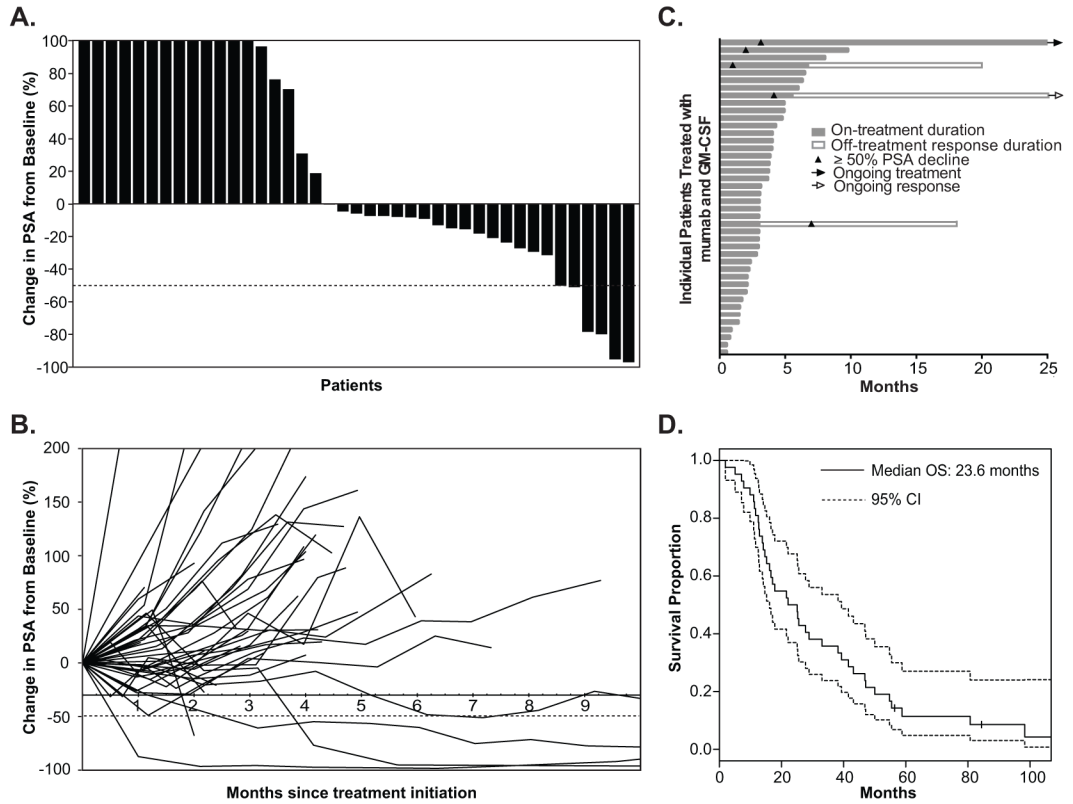 A.
Change in PSA from Baseline (%)
100
80
60
40
20
0
-20
-40
-60
-80
-100
Patients
B.
Change in PSA from Baseline (%)
200
150
100
50
0
-50
-100
1 2 3 4 5 6 7 8 9
Months since treatment initiation
C.
Individual Patients Treated with
mumab and GM-CSF
On-treatment duration
Off-treatment response duration
≥ 50% PSA decline
Ongoing treatment
Ongoing response
0 5 10 15 20 25
Months
D.
Survival Proportion
1.0
0.8
0.6
0.4
0.2
0.0
Median OS: 23.6 months
95% CI
0 20 40 60 80 100
Months